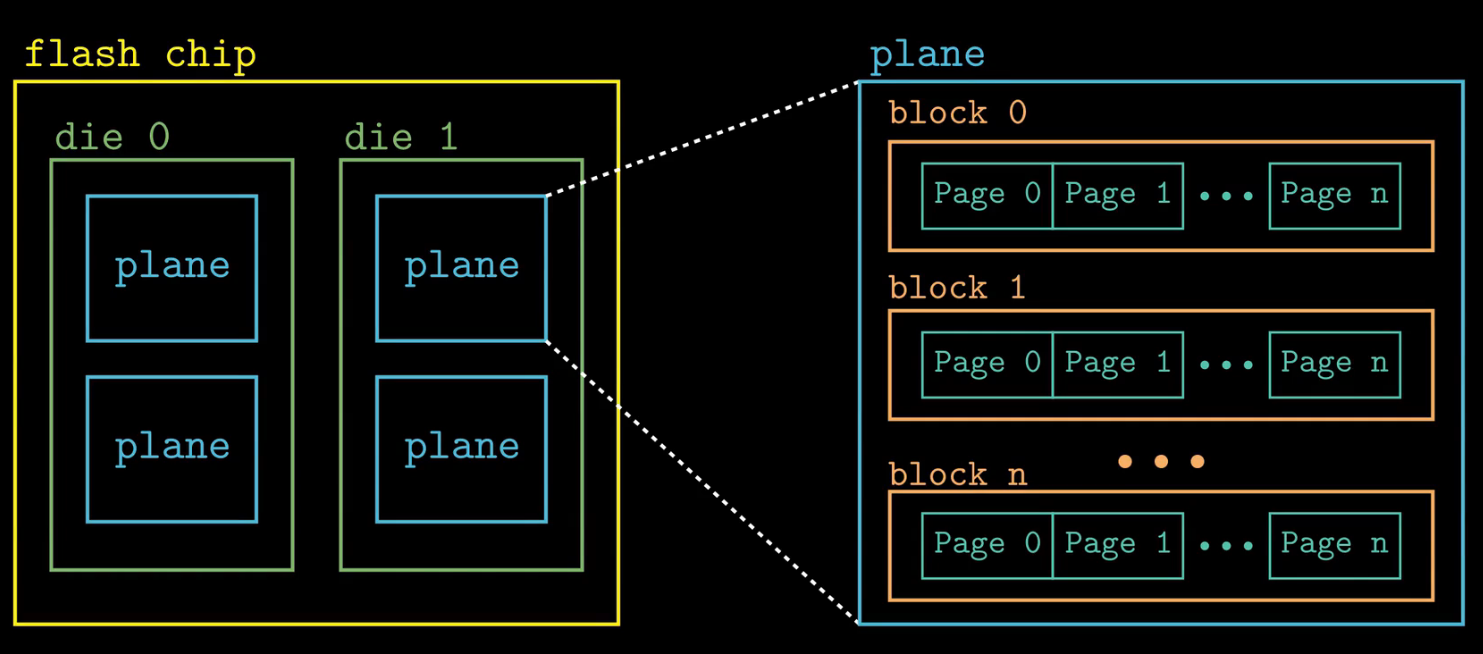 flash chip
die 0
die 1
plane
plane
plane
plane
plane
block 0
Page 0 Page 1 ... Page n
block 1
Page 0 Page 1 ... Page n
...
block n
Page 0 Page 1 ... Page n